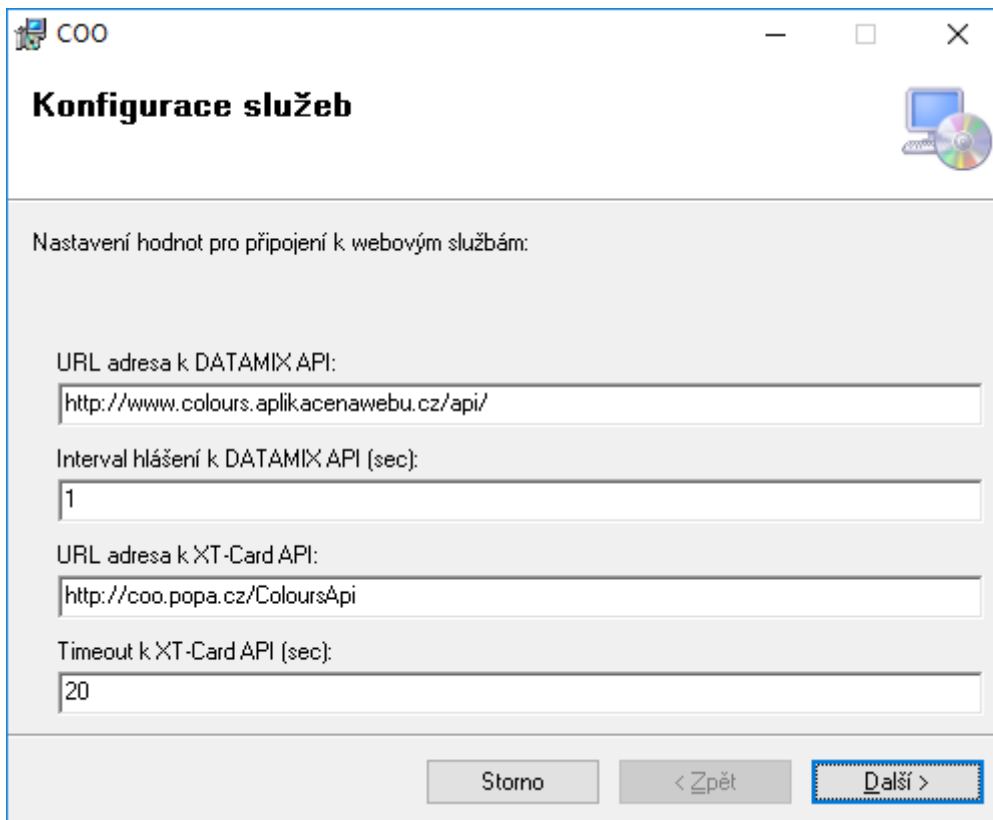 COO
Konfigurace služeb
Nastavení hodnot pro připojení k webovým službám:
URL adresa k DATAMIX API:
http://www.colours.aplikacenawebu.cz/api/
Interval hlášení k DATAMIX API (sec):
1
URL adresa k XT-Card API:
http://coo.popa.cz/ColoursApi
Timeout k XT-Card API (sec):
20
Storno
< Zpět
Další >